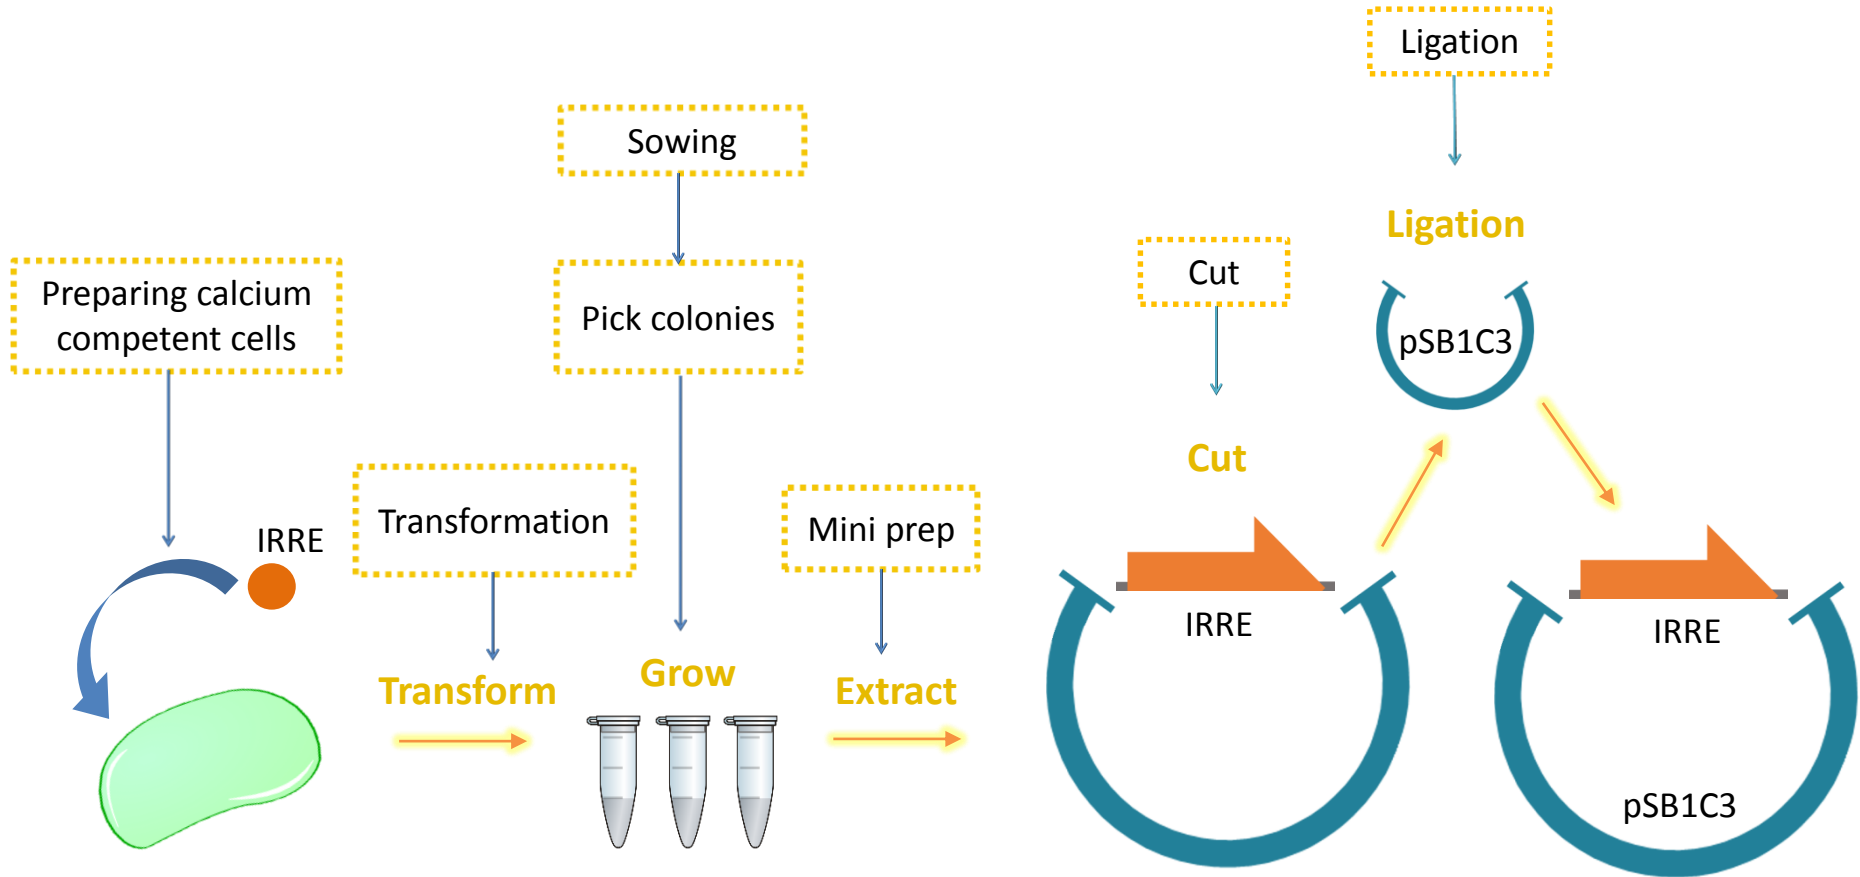 Ligation
Sowing
Ligation
Cut
Preparing calcium
competent cells
Pick colonies
pSB1C3
Cut
Transformation
Mini prep
IRRE
IRRE
IRRE
Grow
Transform
Extract
pSB1C3